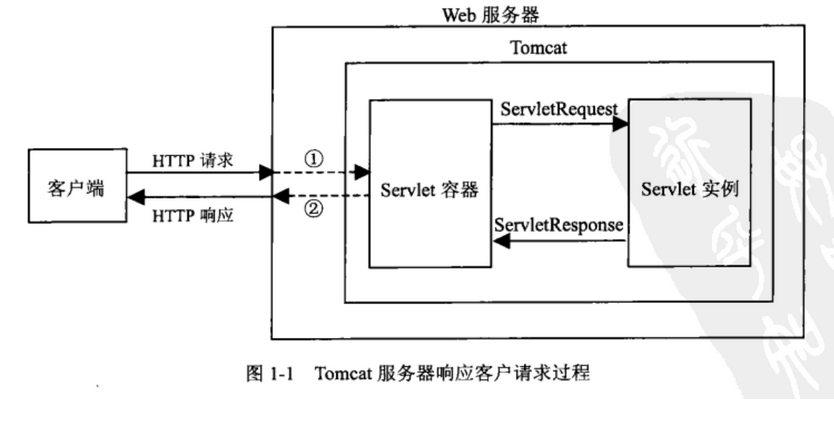 Web 服务器
Tomcat
ServletRequest
HTTP 请求
①
客户端
Servlet 容器
Servlet 实例
②
HTTP 响应
ServletResponse
图 1-1 Tomcat 服务器响应客户请求过程